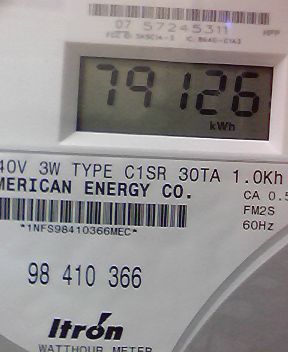 07 57245311
79126
kWh
40V 3W TYPE C1SR 30TA 1.0Kh
MERICAN ENERGY CO.
CA 0.5
FM2S
60Hz
*1NFS98410366MEC*
98 410 366
Itrón
WATTHOUR METER